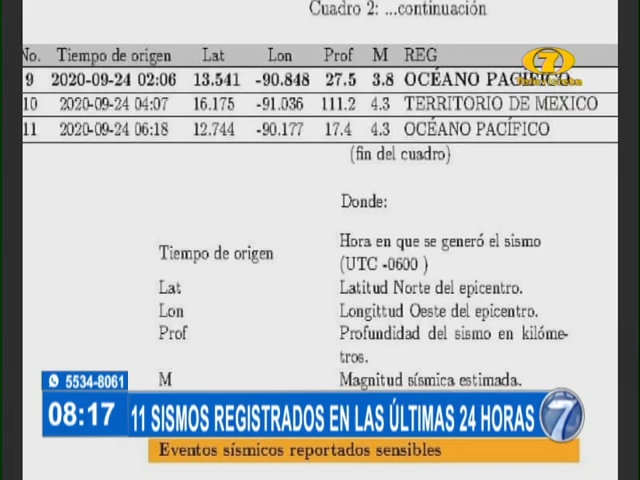 Cuadro 2: ...continuación
No. Tiempo de origen Lat Lon Prof M REG
9 2020-09-24 02:06 13.541 -90.848 27.5 3.8 OCÉANO PACÍFICO
10 2020-09-24 04:07 16.175 -91.036 111.2 4.3 TERRITORIO DE MEXICO
11 2020-09-24 06:18 12.744 -90.177 17.4 4.3 OCÉANO PACÍFICO
(fin del cuadro)
Donde:
Tiempo de origen Hora en que se generó el sismo
(UTC -0600 )
Lat Latitud Norte del epicentro.
Lon Longittud Oeste del epicentro.
Prof Profundidad del sismo en kilóme-
tros.
M Magnitud sísmica estimada.
7
Televisiete
5534-8061
08:17 11 SISMOS REGISTRADOS EN LAS ÚLTIMAS 24 HORAS 7
Eventos sísmicos reportados sensibles